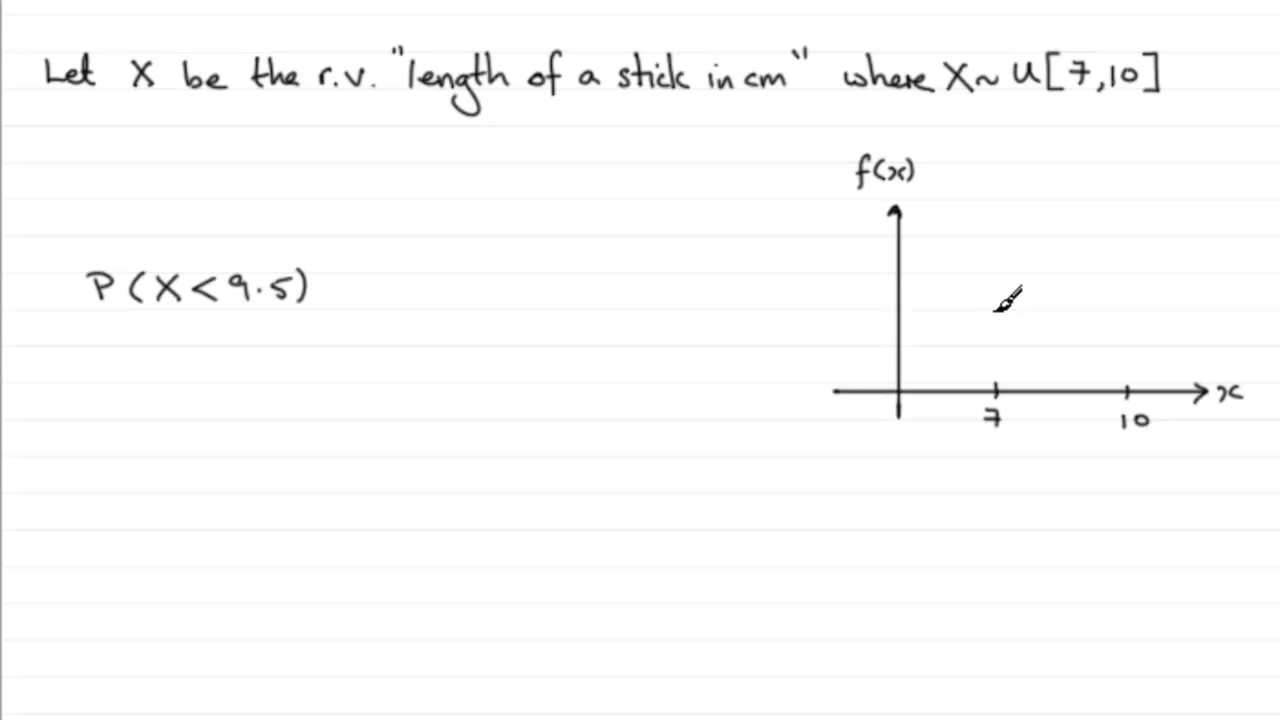 Let X be the r.v. "length of a stick in cm" where X~ U[7,10]
f(x)
P(X<9.5)
x
7
10